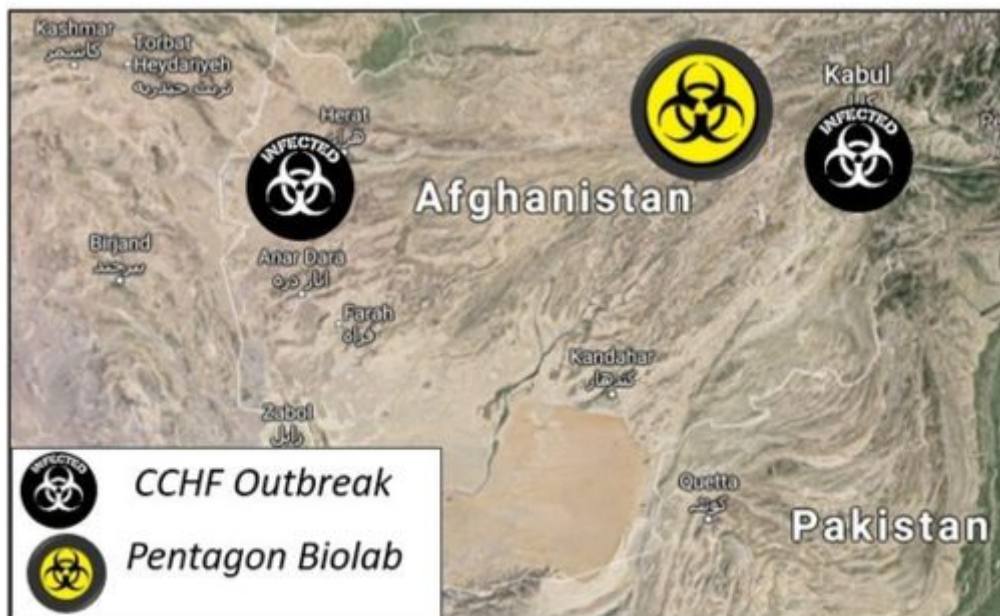 Kashmar
کاشمر
Torbat
Heydariyeh
تربت حیدریه
Herat
هرات
Kabul
INFECTED
INFECTED
Afghanistan
Birjand
بیرجند
Anar Dara
انار دره
Farah
فراه
Kandahar
کندهار
Zabol
زابل
Quetta
کوئٹہ
Pakistan
INFECTED
CCHF Outbreak
Pentagon Biolab